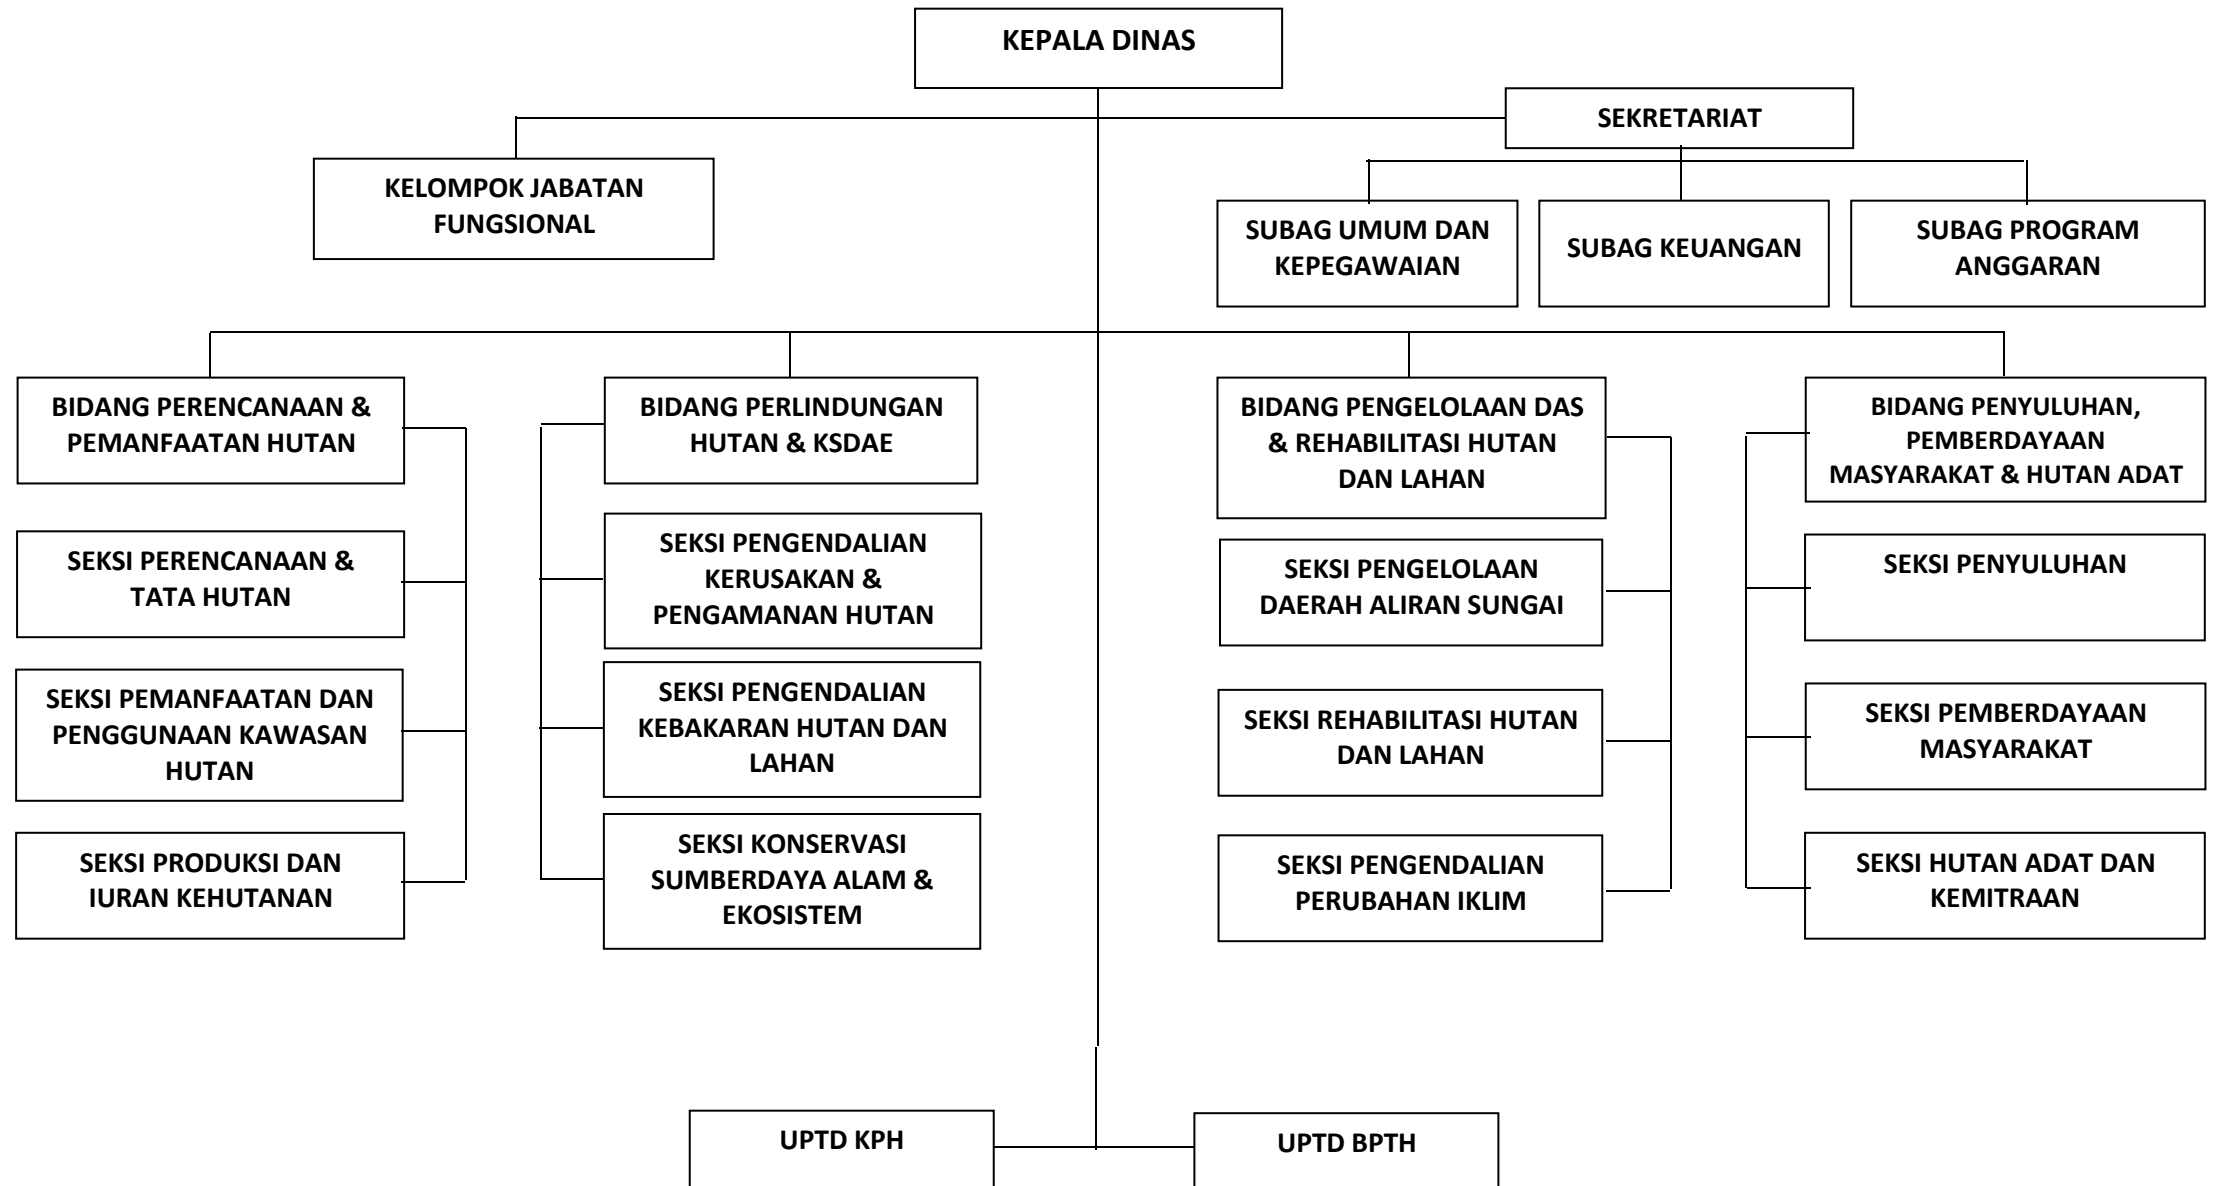 KEPALA DINAS
SEKRETARIAT
KELOMPOK JABATAN
FUNGSIONAL
SUBAG UMUM DAN
KEPEGAWAIAN
SUBAG KEUANGAN
SUBAG PROGRAM
ANGGARAN
BIDANG PERENCANAAN &
PEMANFAATAN HUTAN
SEKSI PERENCANAAN &
TATA HUTAN
SEKSI PEMANFAATAN DAN
PENGGUNAAN KAWASAN
HUTAN
SEKSI PRODUKSI DAN
IURAN KEHUTANAN
BIDANG PERLINDUNGAN
HUTAN & KSDAE
SEKSI PENGENDALIAN
KERUSAKAN &
PENGAMANAN HUTAN
SEKSI PENGENDALIAN
KEBAKARAN HUTAN DAN
LAHAN
SEKSI KONSERVASI
SUMBERDAYA ALAM &
EKOSISTEM
BIDANG PENGELOLAAN DAS
& REHABILITASI HUTAN
DAN LAHAN
SEKSI PENGELOLAAN
DAERAH ALIRAN SUNGAI
SEKSI REHABILITASI HUTAN
DAN LAHAN
SEKSI PENGENDALIAN
PERUBAHAN IKLIM
BIDANG PENYULUHAN,
PEMBERDAYAAN
MASYARAKAT & HUTAN ADAT
SEKSI PENYULUHAN
SEKSI PEMBERDAYAAN
MASYARAKAT
SEKSI HUTAN ADAT DAN
KEMITRAAN
UPTD KPH
UPTD BPTH